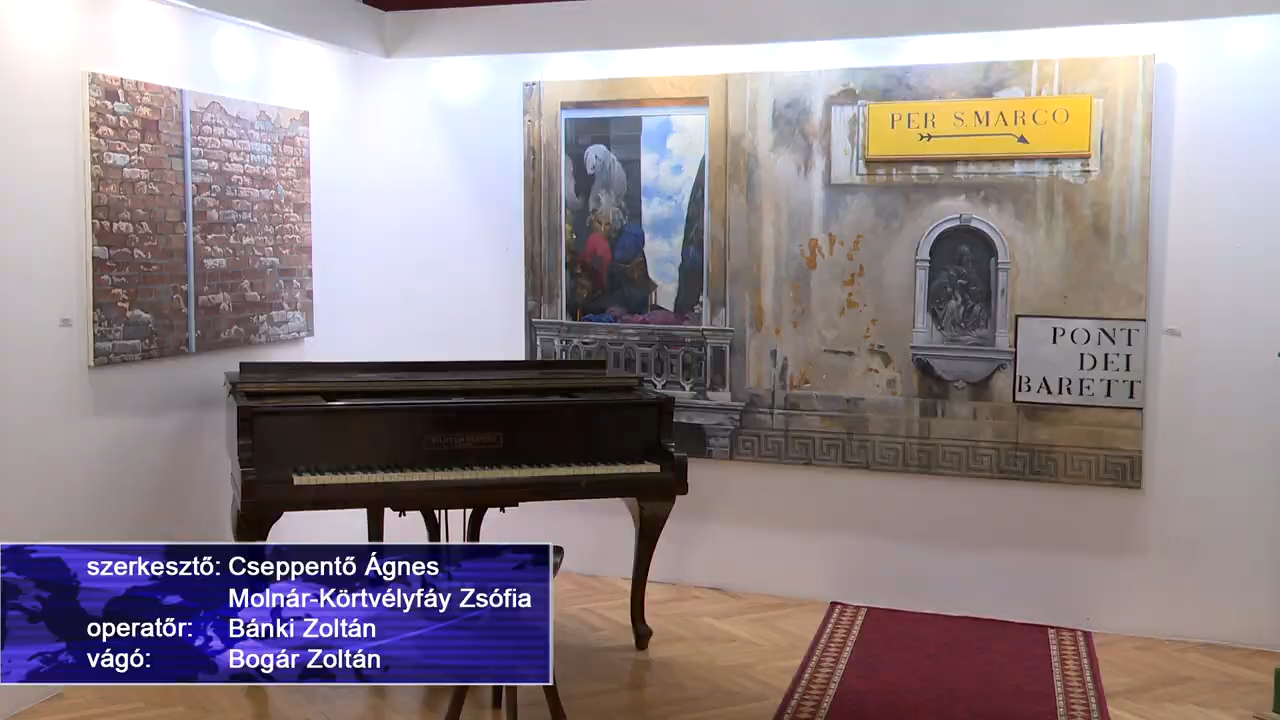 PER S. MARCO
PONT
DEI
BARETT
szerkesztő: Cseppentő Ágnes
Molnár-Körtvélyfáy Zsófia
operatőr: Bánki Zoltán
vágó: Bogár Zoltán